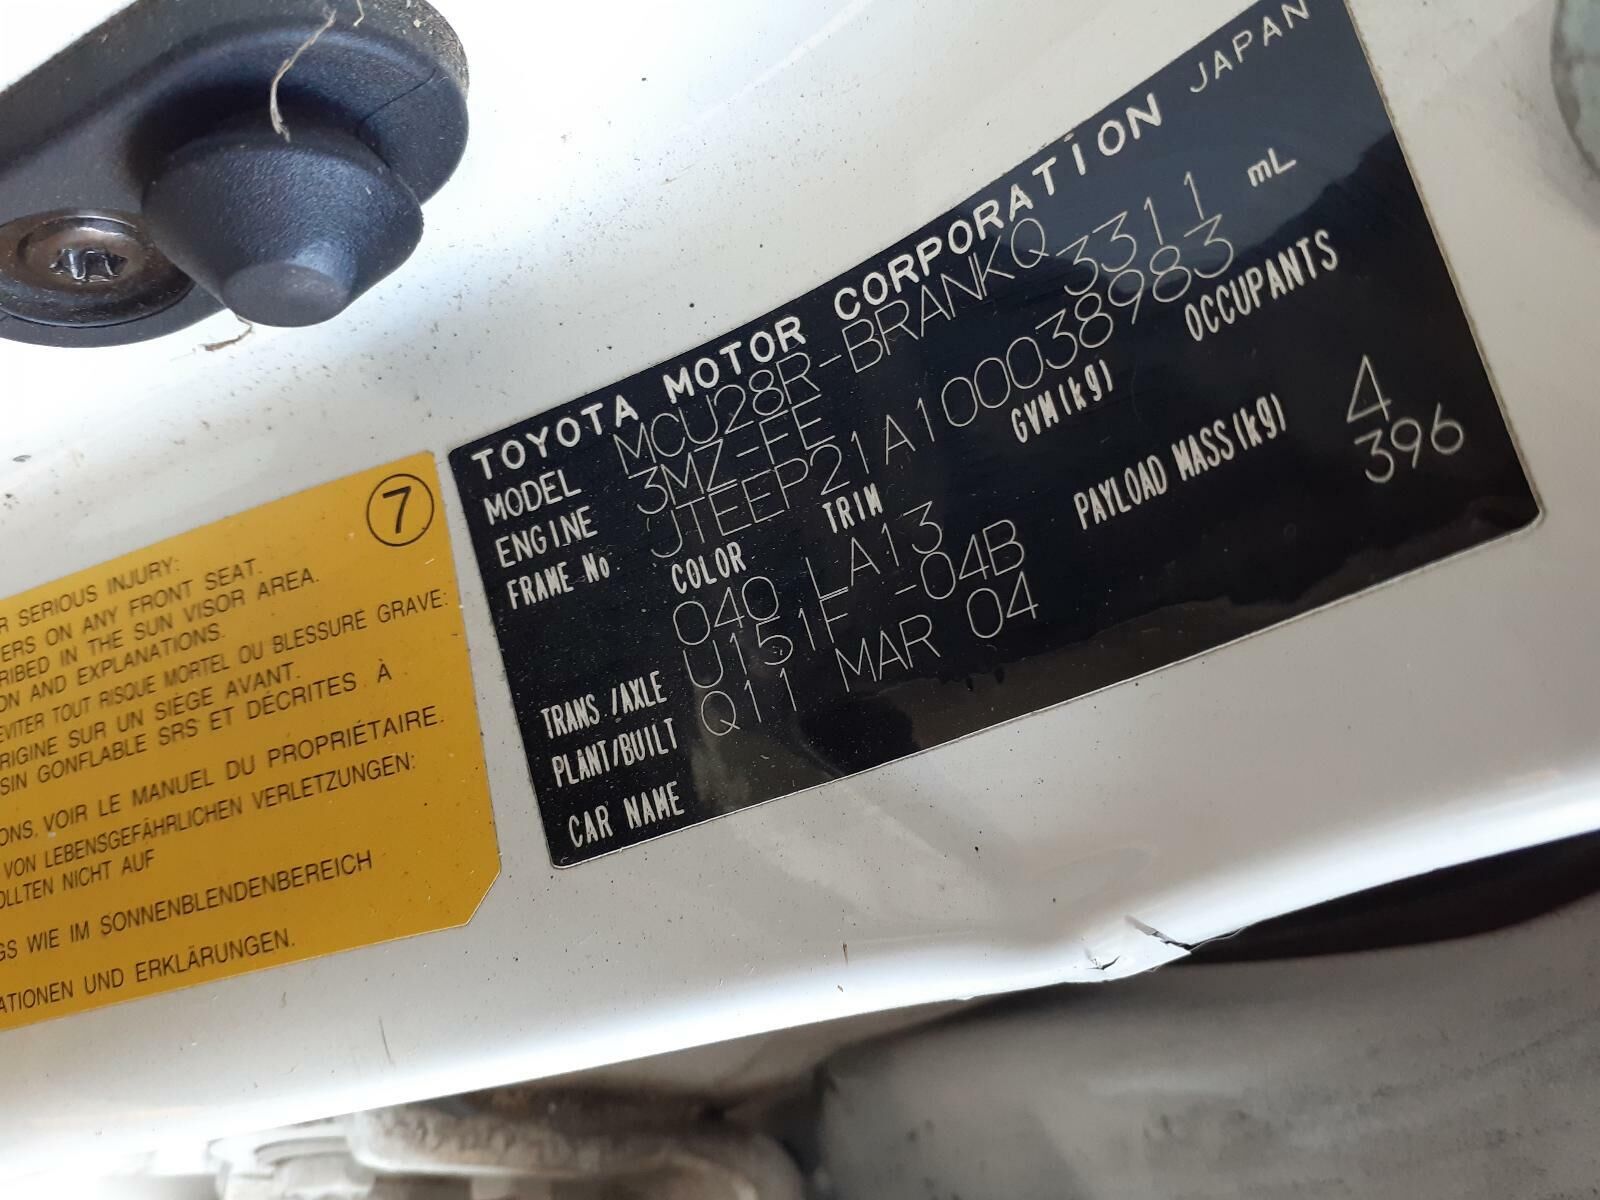 7
R SERIOUS INJURY:
ERS ON ANY FRONT SEAT.
RIBED IN THE SUN VISOR AREA.
ON AND EXPLANATIONS.
EVITER TOUT RISQUE MORTEL OU BLESSURE GRAVE:
RIGINE SUR UN SIÈGE AVANT.
SIN GONFLABLE SRS ET DÉCRITES À
ONS. VOIR LE MANUEL DU PROPRIÉTAIRE.
VON LEBENSGEFÄHRLICHEN VERLETZUNGEN:
OLLTEN NICHT AUF
GS WIE IM SONNENBLENDENBEREICH
ATIONEN UND ERKLÄRUNGEN.
TOYOTA MOTOR CORPORATION JAPAN
MODEL MCU28R-BRANKQ
ENGINE 3MZ-FE 3311 mL
FRAME No JTEEP21A100038983
COLOR TRIM GVM(kg) OCCUPANTS
040 LA13 4
TRANS./AXLE U151F -04B PAYLOAD MASS(kg) 396
PLANT/BUILT Q11 MAR 04
CAR NAME